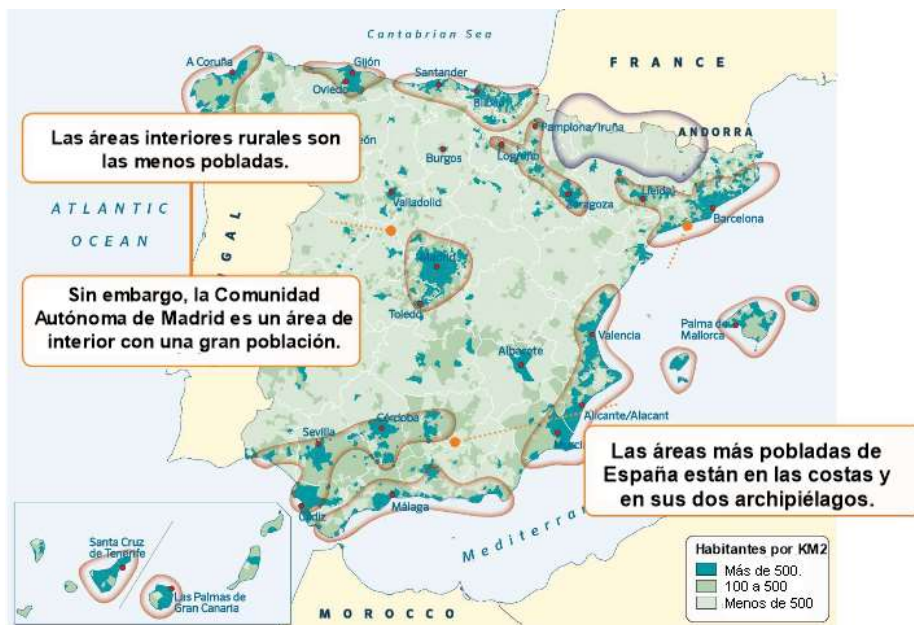 Cantabrian Sea
FRANCE
A Coruña
Gijón
Oviedo
Santander
Bilbao
Pamplona/Iruña
ANDORRA
Las áreas interiores rurales son
las menos pobladas.
Burgos
Logroño
Lleida
Zaragoza
Barcelona
Valladolid
ATLANTIC
OCEAN
Madrid
Sin embargo, la Comunidad
Autónoma de Madrid es un área de
interior con una gran población.
Toledo
Valencia
Palma de
Mallorca
Albacete
Alicante/Alacant
Córdoba
Sevilla
Las áreas más pobladas de
España están en las costas y
en sus dos archipiélagos.
Cádiz
Málaga
Santa Cruz
de Tenerife
Las Palmas de
Gran Canaria
MOROCCO
Habitantes por KM2
Más de 500.
100 a 500
Menos de 500